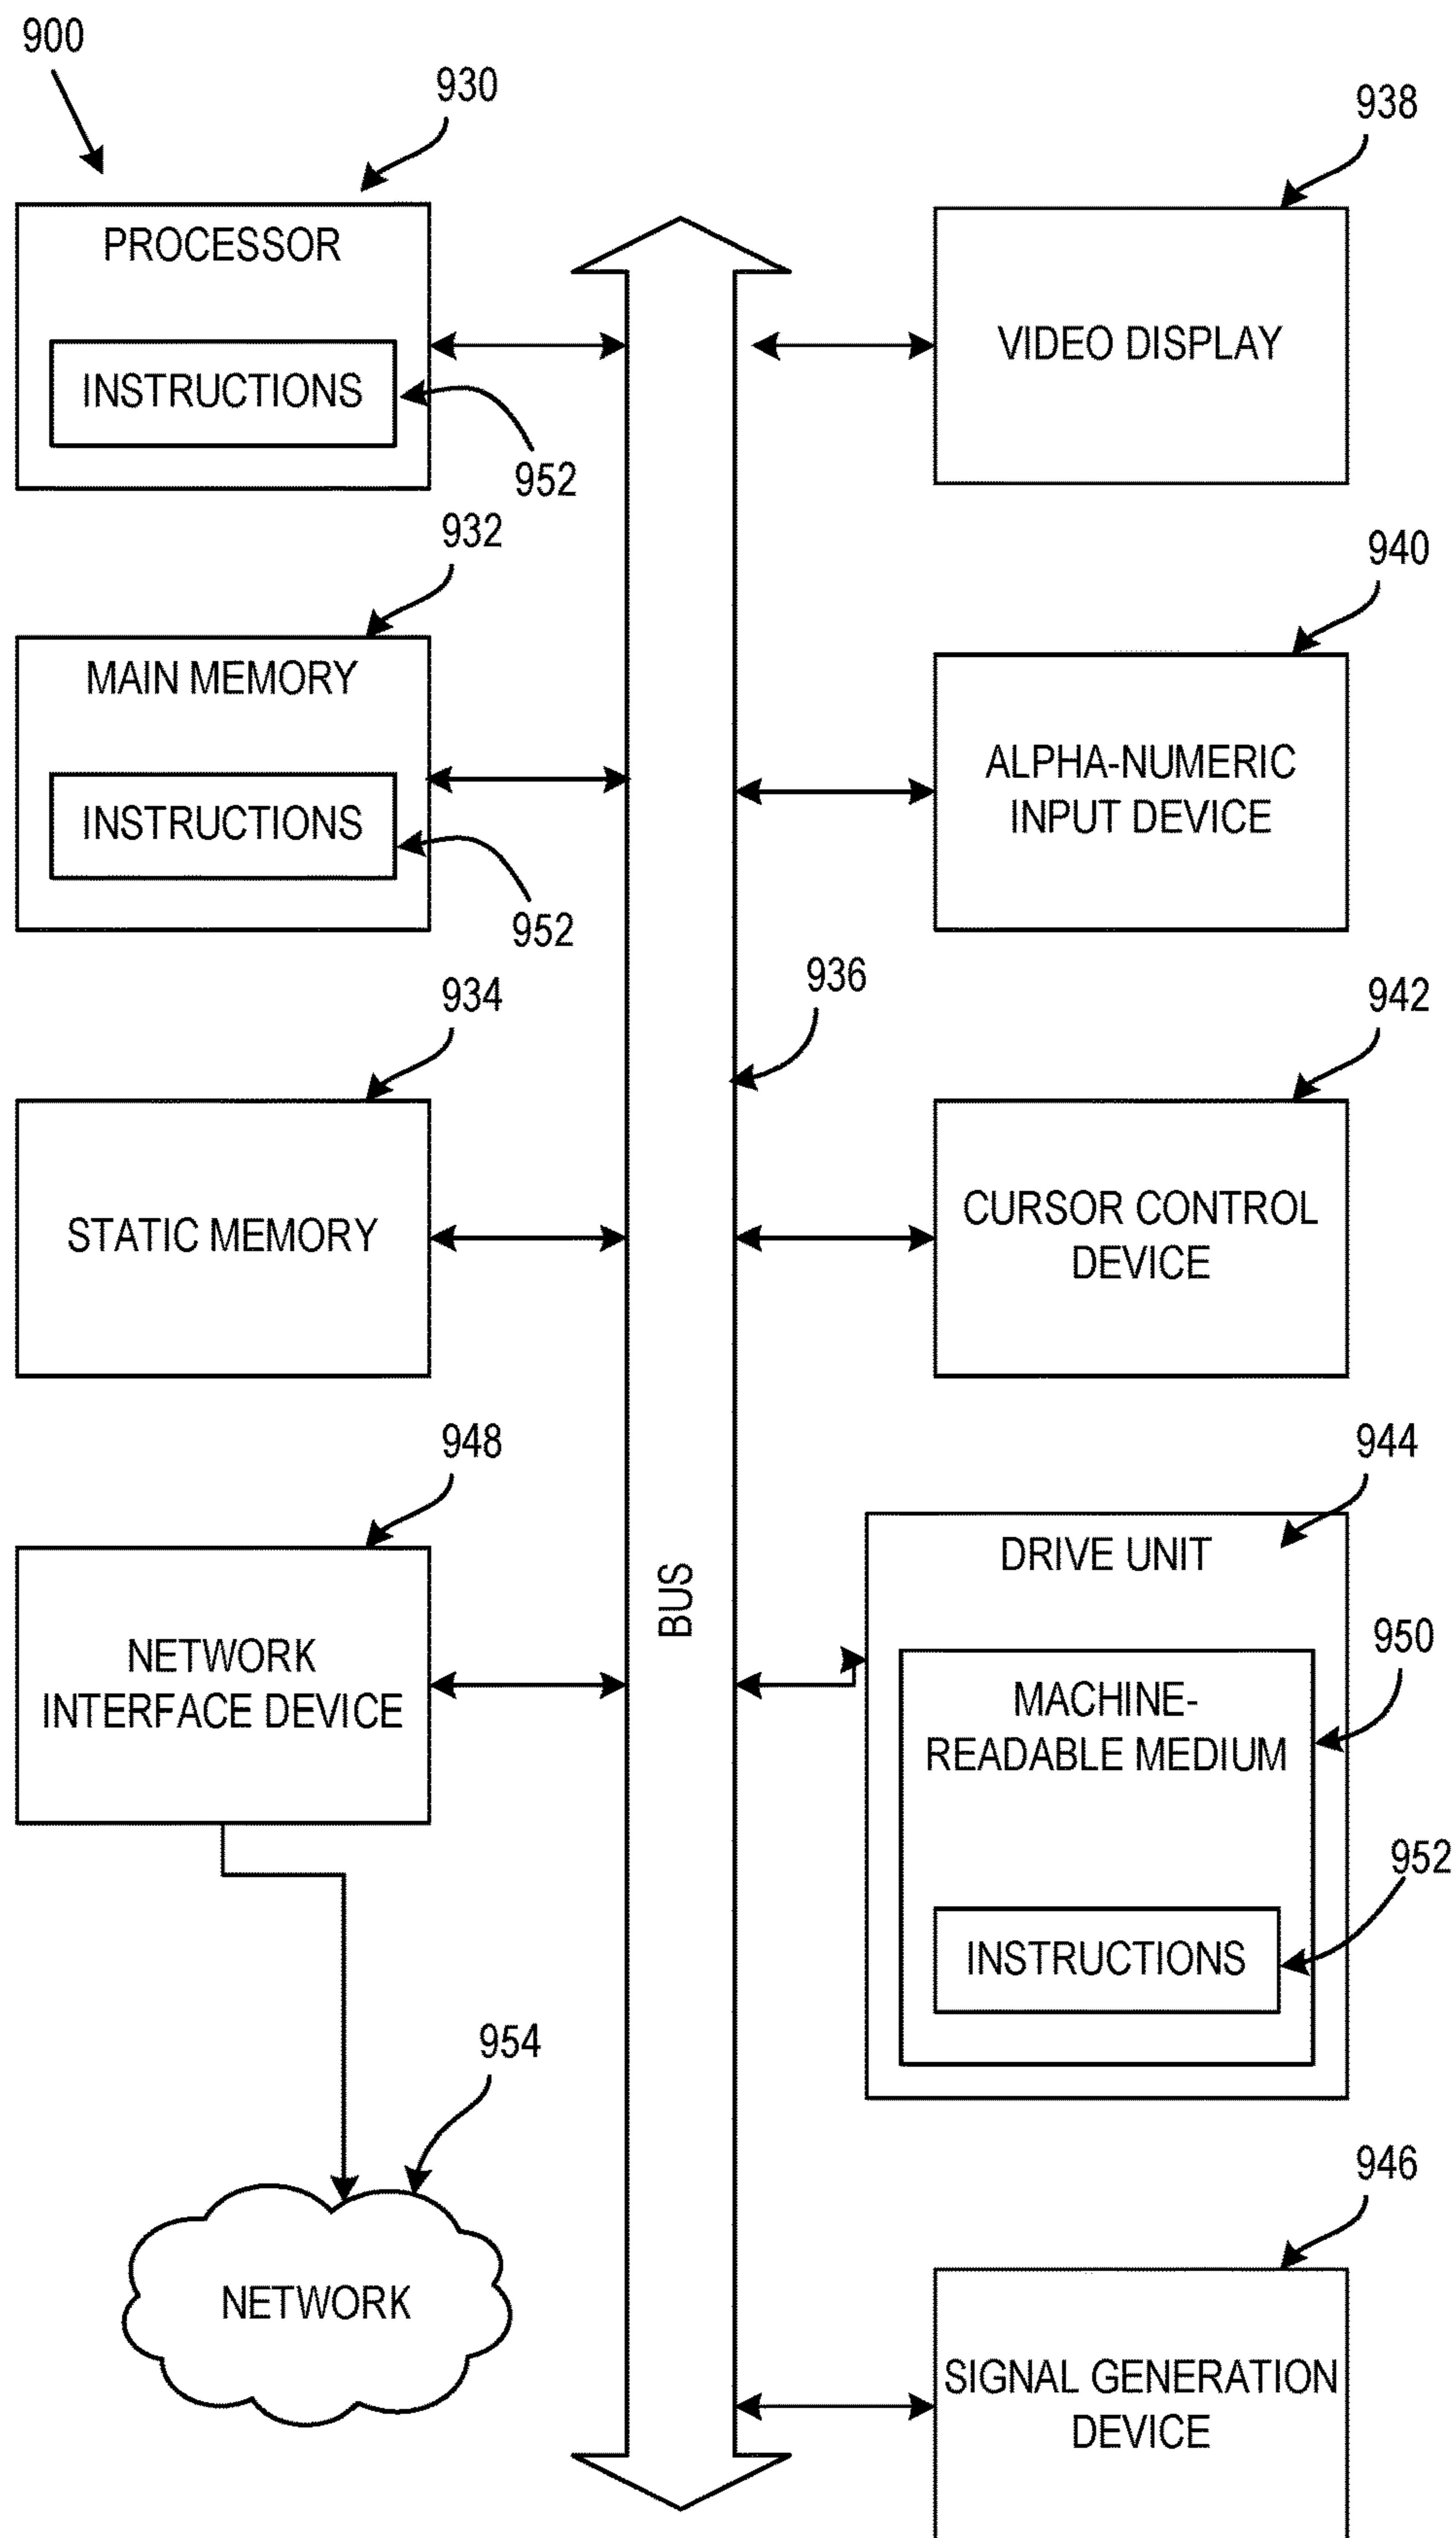 900
930
PROCESSOR
INSTRUCTIONS
952
932
MAIN MEMORY
INSTRUCTIONS
952
934
STATIC MEMORY
948
NETWORK
INTERFACE DEVICE
954
NETWORK
936
BUS
938
VIDEO DISPLAY
940
ALPHA-NUMERIC
INPUT DEVICE
942
CURSOR CONTROL
DEVICE
944
DRIVE UNIT
950
MACHINE-
READABLE MEDIUM
952
INSTRUCTIONS
946
SIGNAL GENERATION
DEVICE